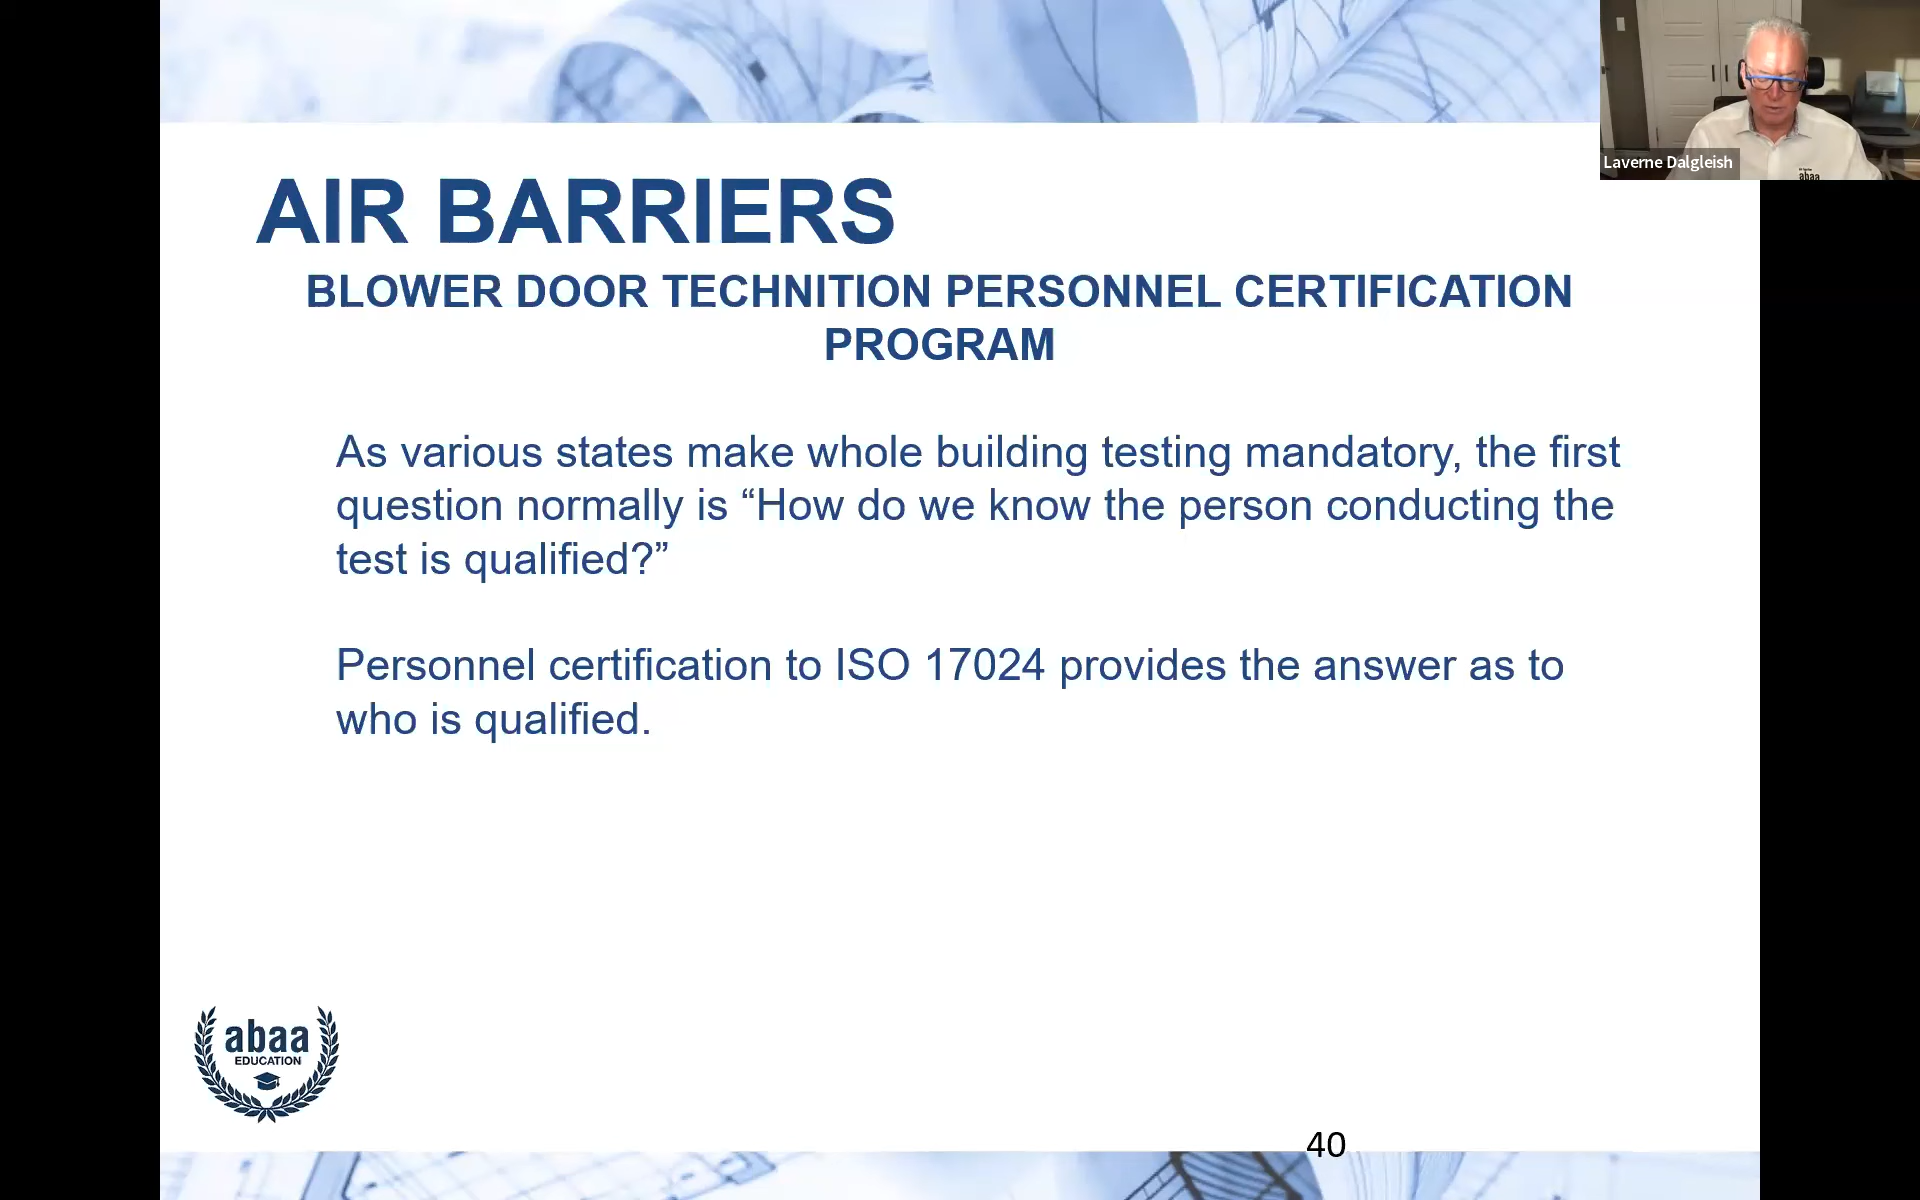 Laverne Dalgleish
abaa
AIR BARRIERS
BLOWER DOOR TECHNITION PERSONNEL CERTIFICATION
PROGRAM
As various states make whole building testing mandatory, the first
question normally is “How do we know the person conducting the
test is qualified?”
Personnel certification to ISO 17024 provides the answer as to
who is qualified.
abaa
EDUCATION
40